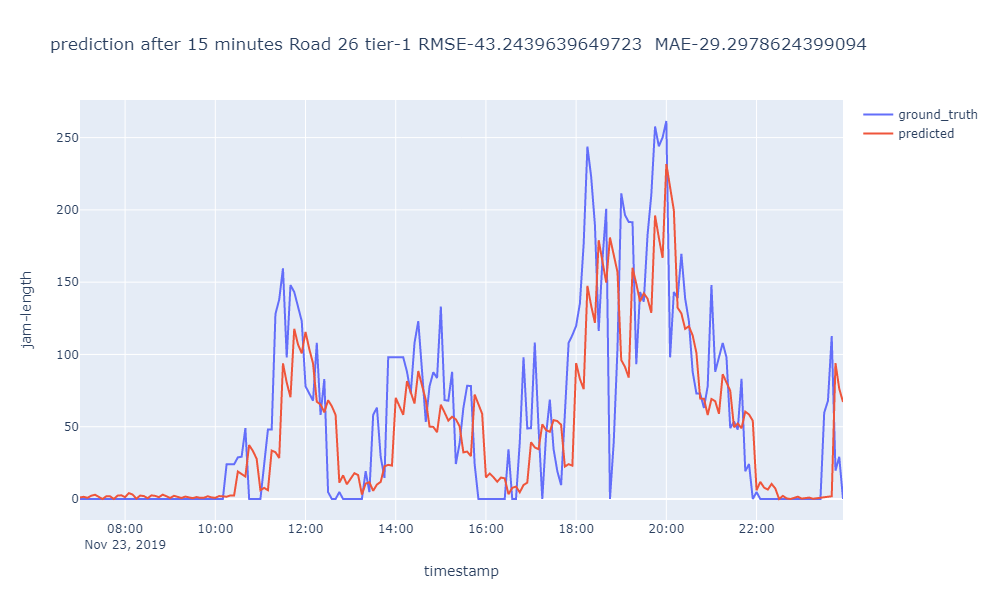 prediction after 15 minutes Road 26 tier-1 RMSE-43.2439639649723  MAE-29.2978624399094
ground_truth
predicted
250
200
150
100
50
0
jam-length
08:00 10:00 12:00 14:00 16:00 18:00 20:00 22:00
Nov 23, 2019
timestamp